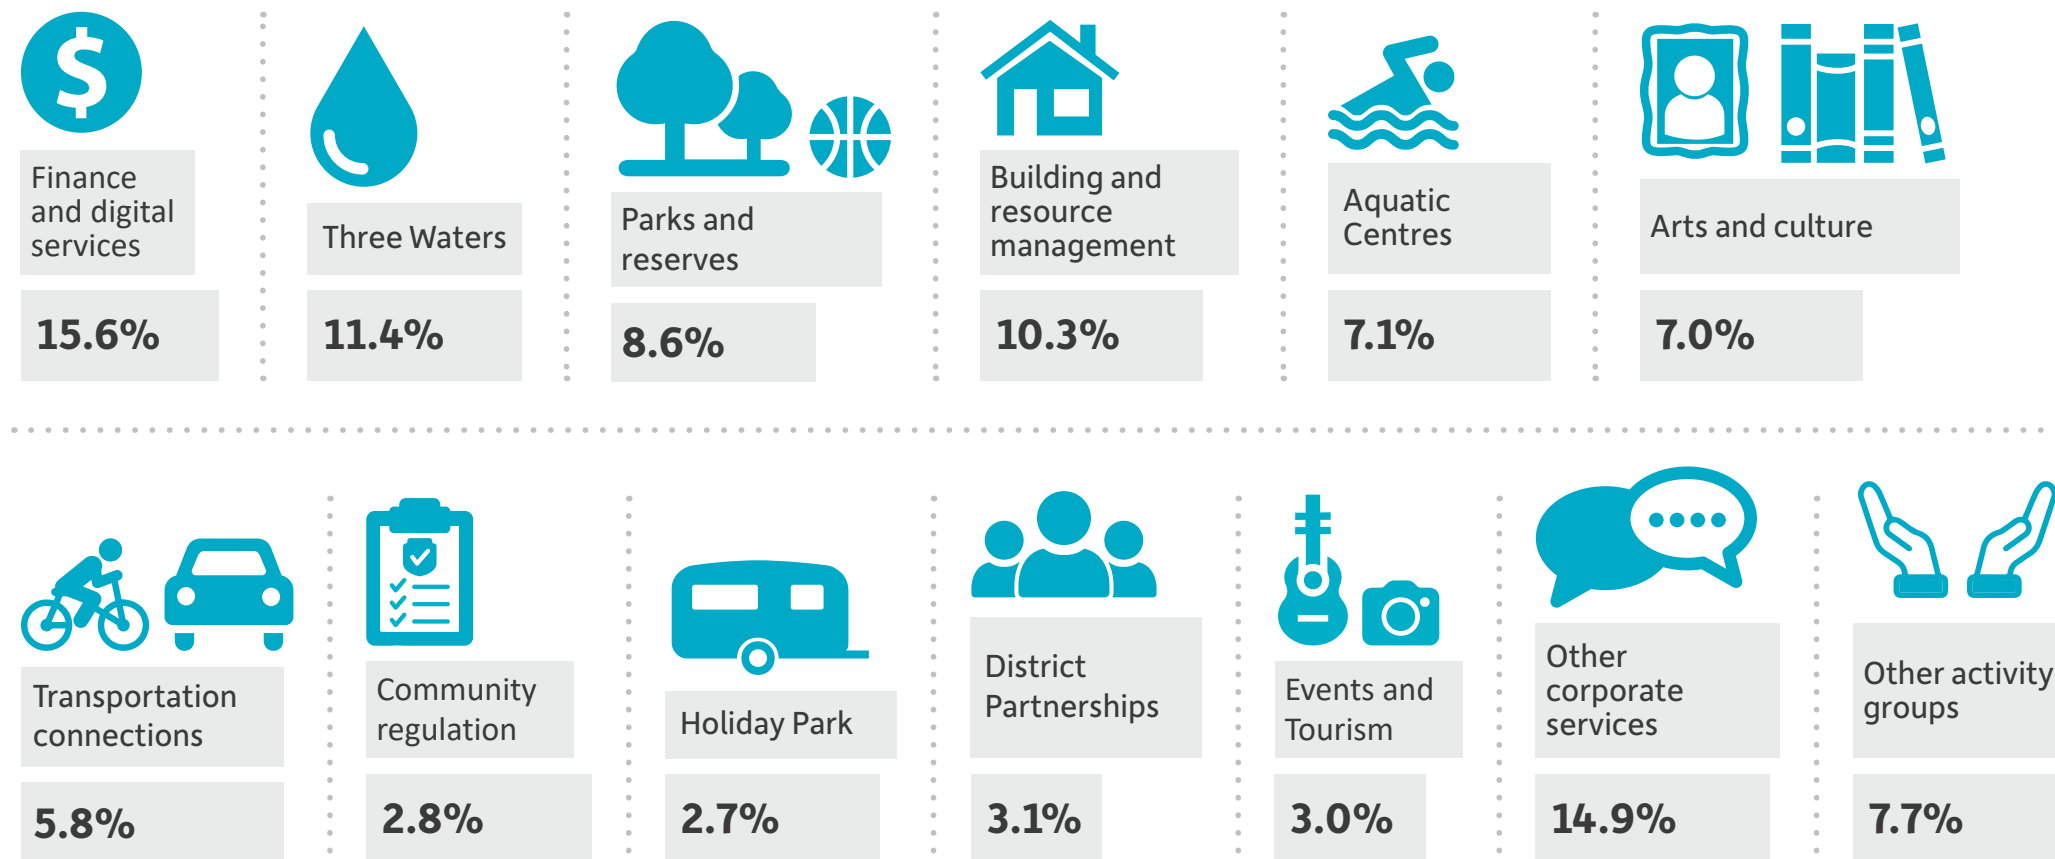 $
Finance
and digital
services
15.6%
Three Waters
11.4%
Parks and
reserves
8.6%
Building and
resource
management
10.3%
Aquatic
Centres
7.1%
Arts and culture
7.0%
Transportation
connections
5.8%
Community
regulation
2.8%
Holiday Park
2.7%
District
Partnerships
3.1%
Events and
Tourism
3.0%
Other
corporate
services
14.9%
Other activity
groups
7.7%